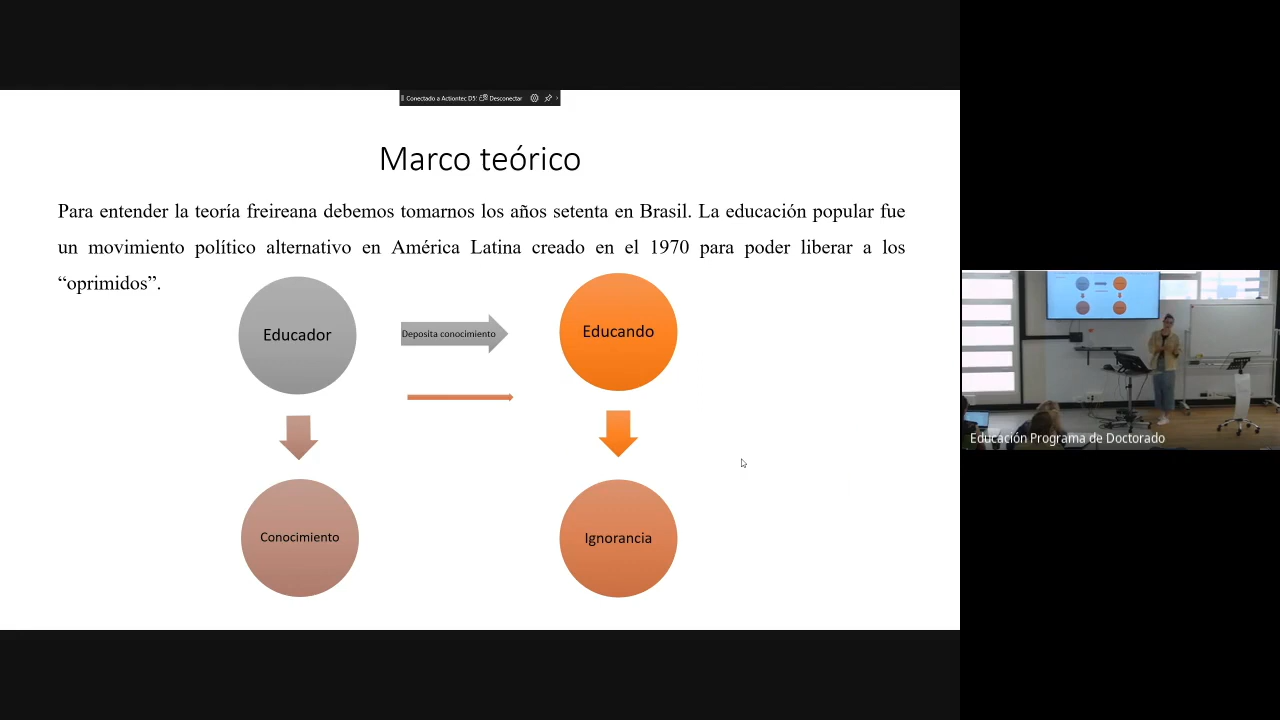 Conectado a Actiontec D5: Desconectar
Marco teórico
Para entender la teoría freireana debemos tomarnos los años setenta en Brasil. La educación popular fue
un movimiento político alternativo en América Latina creado en el 1970 para poder liberar a los
“oprimidos”.
Educador
Deposita conocimiento
Educando
Conocimiento
Ignorancia
Educación Programa de Doctorado